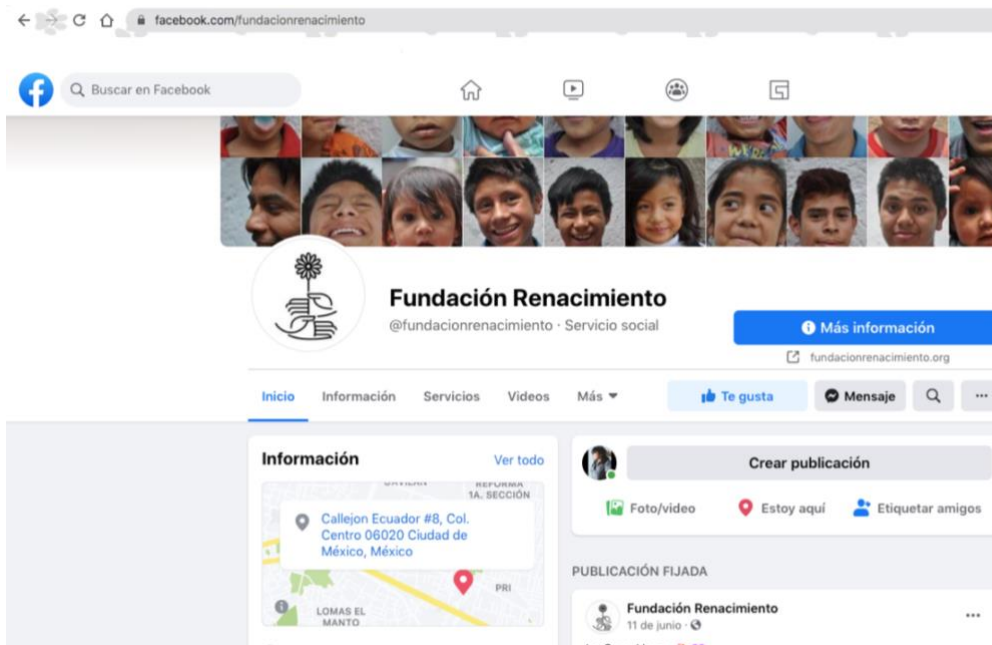 facebook.com/fundacionrenacimiento
Buscar en Facebook
Fundación Renacimiento
@fundacionrenacimiento · Servicio social
Más información
fundacionrenacimiento.org
Inicio Información Servicios Videos Más
Te gusta Mensaje
Información Ver todo
REFORMA
1A. SECCIÓN
Callejon Ecuador #8, Col.
Centro 06020 Ciudad de
México, México
PRI
LOMAS EL
MANTO
Crear publicación
Foto/video Estoy aquí Etiquetar amigos
PUBLICACIÓN FIJADA
Fundación Renacimiento
11 de junio ·